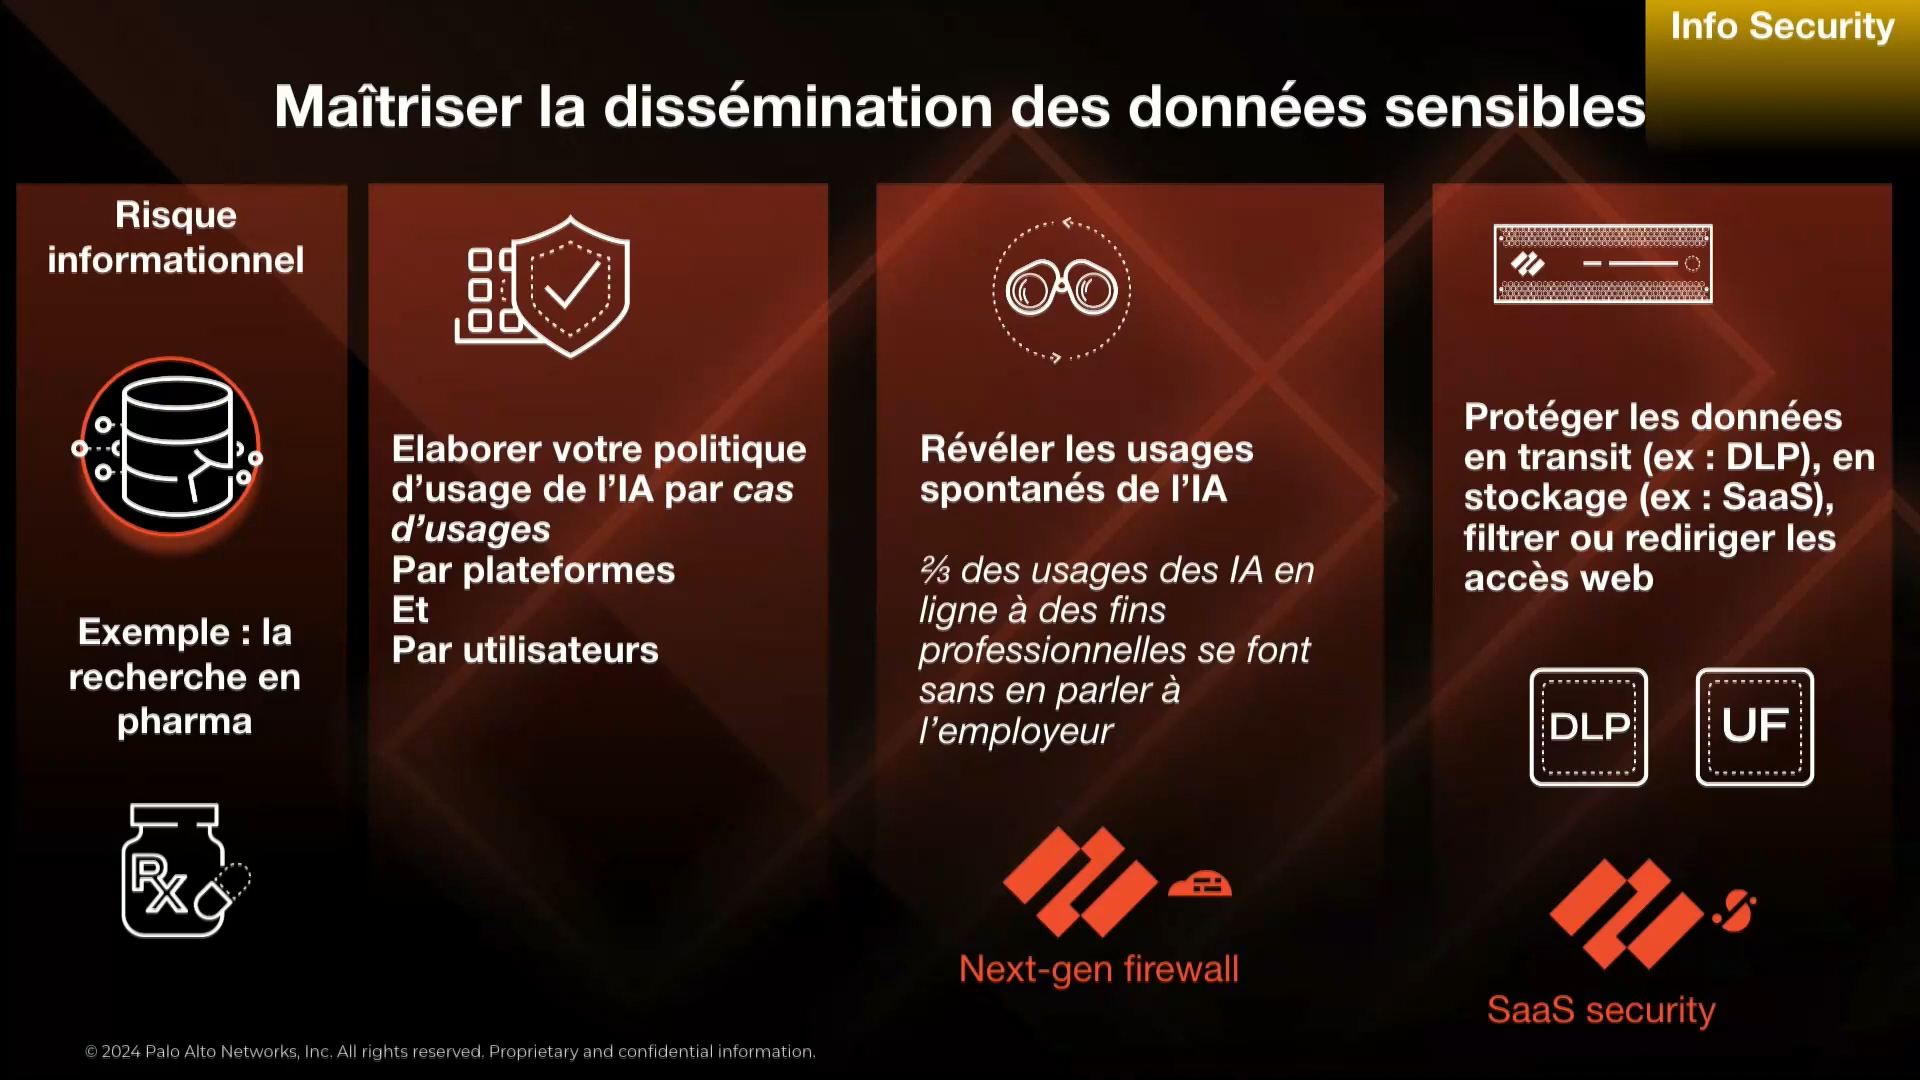 Info Security
Maîtriser la dissémination des données sensibles
Risque
informationnel
Exemple : la
recherche en
pharma
Rx
Elaborer votre politique
d’usage de l’IA par cas
d’usages
Par plateformes
Et
Par utilisateurs
Révéler les usages
spontanés de l’IA
⅔ des usages des IA en
ligne à des fins
professionnelles se font
sans en parler à
l’employeur
Next-gen firewall
Protéger les données
en transit (ex : DLP), en
stockage (ex : SaaS),
filtrer ou rediriger les
accès web
DLP
UF
SaaS security
© 2024 Palo Alto Networks, Inc. All rights reserved. Proprietary and confidential information.